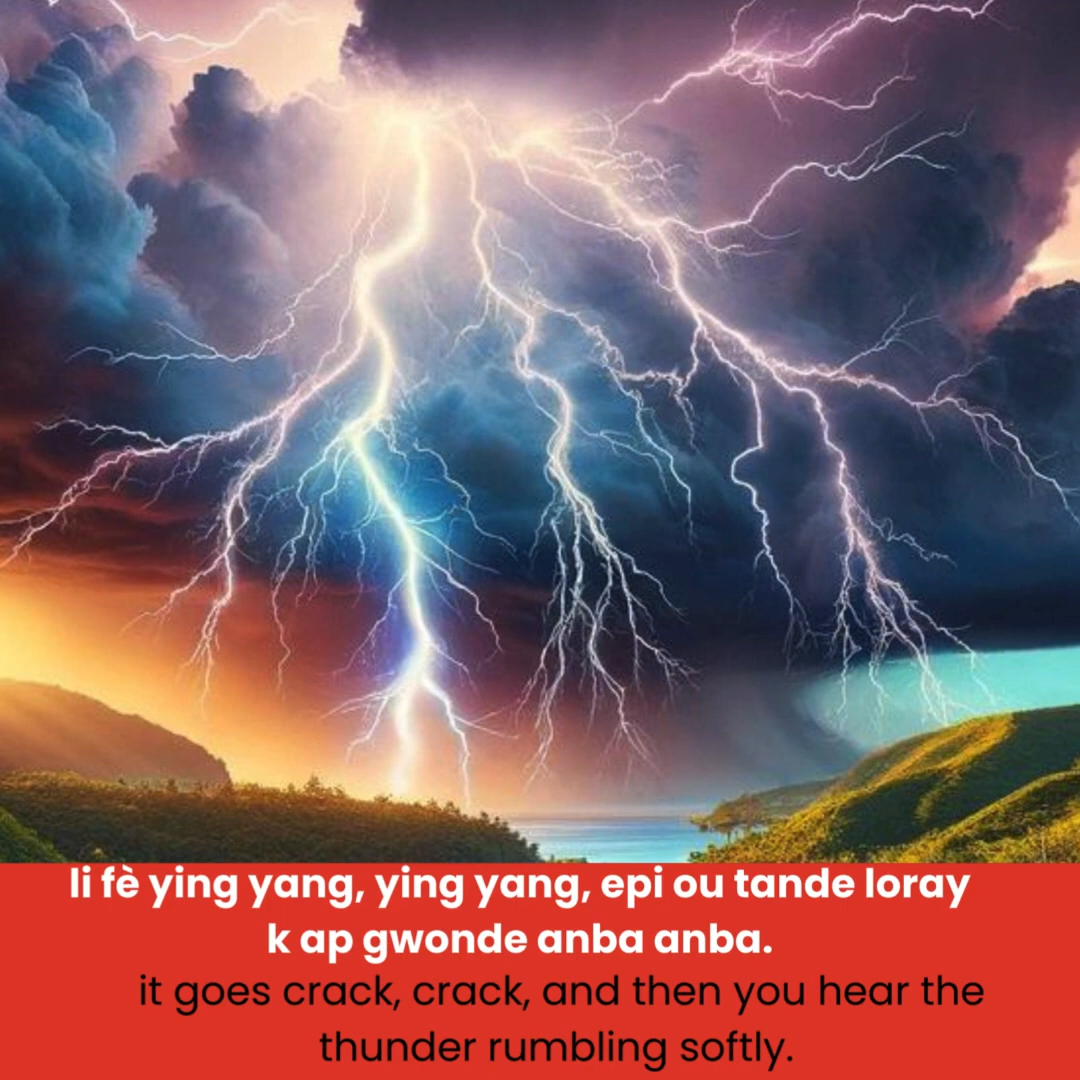 li fè ying yang, ying yang, epi ou tande loray
k ap gwonde anba anba.
it goes crack, crack, and then you hear the
thunder rumbling softly.